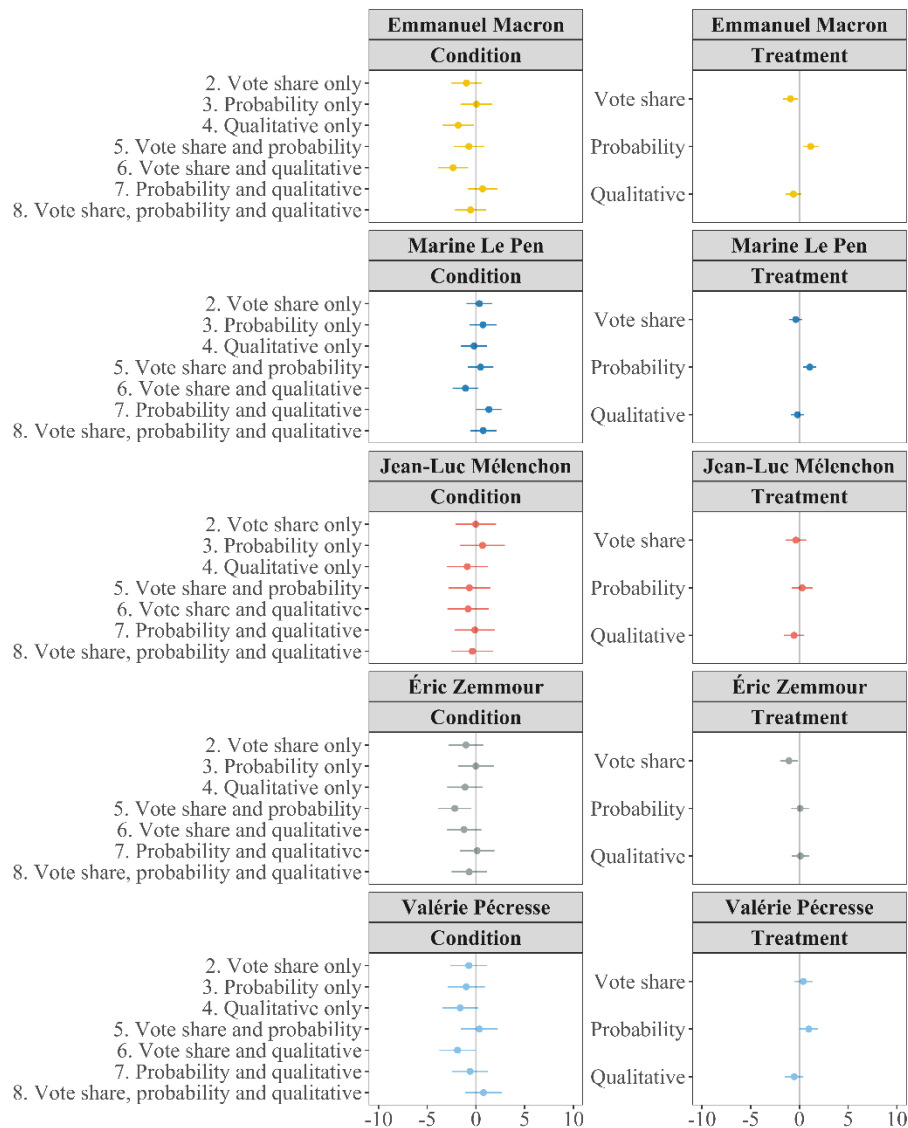 Emmanuel Macron
Condition
2. Vote share only
3. Probability only
4. Qualitative only
5. Vote share and probability
6. Vote share and qualitative
7. Probability and qualitative
8. Vote share, probability and qualitative
Emmanuel Macron
Treatment
Vote share
Probability
Qualitative
Marine Le Pen
Condition
2. Vote share only
3. Probability only
4. Qualitative only
5. Vote share and probability
6. Vote share and qualitative
7. Probability and qualitative
8. Vote share, probability and qualitative
Marine Le Pen
Treatment
Vote share
Probability
Qualitative
Jean-Luc Mélenchon
Condition
2. Vote share only
3. Probability only
4. Qualitative only
5. Vote share and probability
6. Vote share and qualitative
7. Probability and qualitative
8. Vote share, probability and qualitative
Jean-Luc Mélenchon
Treatment
Vote share
Probability
Qualitative
Éric Zemmour
Condition
2. Vote share only
3. Probability only
4. Qualitative only
5. Vote share and probability
6. Vote share and qualitative
7. Probability and qualitative
8. Vote share, probability and qualitative
Éric Zemmour
Treatment
Vote share
Probability
Qualitative
Valérie Pécresse
Condition
2. Vote share only
3. Probability only
4. Qualitative only
5. Vote share and probability
6. Vote share and qualitative
7. Probability and qualitative
8. Vote share, probability and qualitative
-10 -5 0 5 10
Valérie Pécresse
Treatment
Vote share
Probability
Qualitative
-10 -5 0 5 10